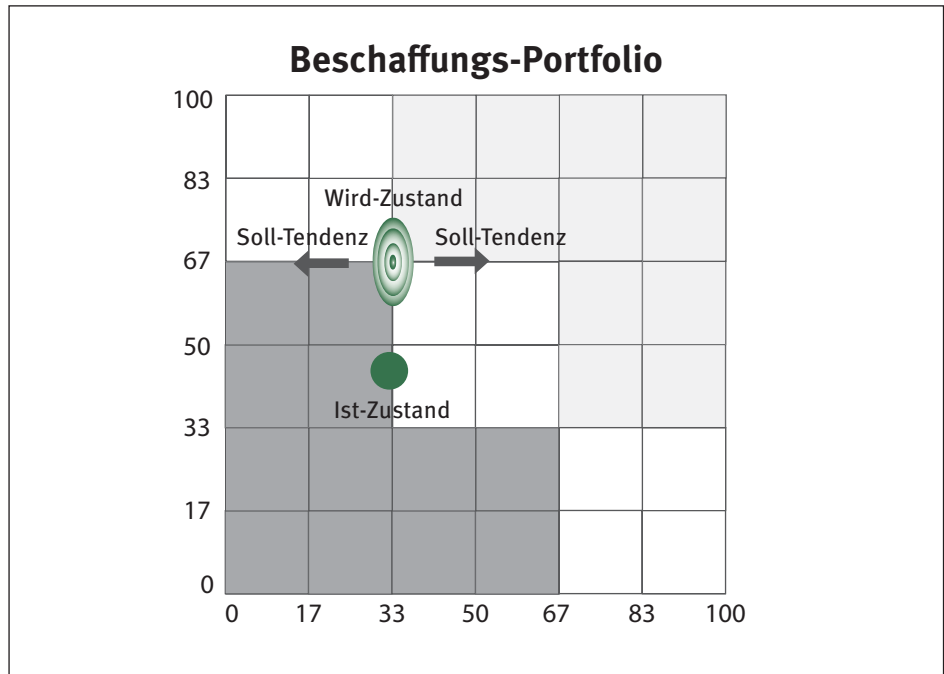 Beschaffungs-Portfolio
100
83
Wird-Zustand
Soll-Tendenz Soll-Tendenz
67
50
Ist-Zustand
33
17
0
0 17 33 50 67 83 100